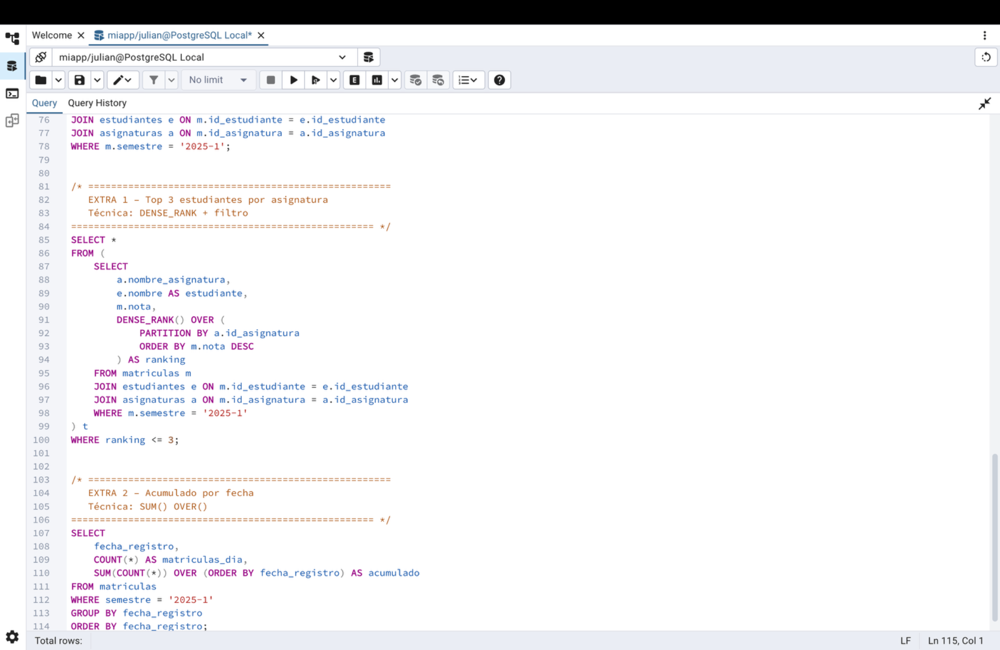 Welcome
miapp/julian@PostgreSQL Local*
miapp/julian@PostgreSQL Local
No limit
E
Query Query History
76 JOIN estudiantes e ON m.id_estudiante = e.id_estudiante
77 JOIN asignaturas a ON m.id_asignatura = a.id_asignatura
78 WHERE m.semestre = '2025-1';
79
80
81 /* =====================================================
82 EXTRA 1 – Top 3 estudiantes por asignatura
83 Técnica: DENSE_RANK + filtro
84 ===================================================== */
85 SELECT *
86 FROM (
87 SELECT
88 a.nombre_asignatura,
89 e.nombre AS estudiante,
90 m.nota,
91 DENSE_RANK() OVER (
92 PARTITION BY a.id_asignatura
93 ORDER BY m.nota DESC
94 ) AS ranking
95 FROM matriculas m
96 JOIN estudiantes e ON m.id_estudiante = e.id_estudiante
97 JOIN asignaturas a ON m.id_asignatura = a.id_asignatura
98 WHERE m.semestre = '2025-1'
99 ) t
100 WHERE ranking <= 3;
101
102
103 /* =====================================================
104 EXTRA 2 – Acumulado por fecha
105 Técnica: SUM() OVER()
106 ===================================================== */
107 SELECT
108 fecha_registro,
109 COUNT(*) AS matriculas_dia,
110 SUM(COUNT(*)) OVER (ORDER BY fecha_registro) AS acumulado
111 FROM matriculas
112 WHERE semestre = '2025-1'
113 GROUP BY fecha_registro
114 ORDER BY fecha_registro;
Total rows: LF Ln 115, Col 1